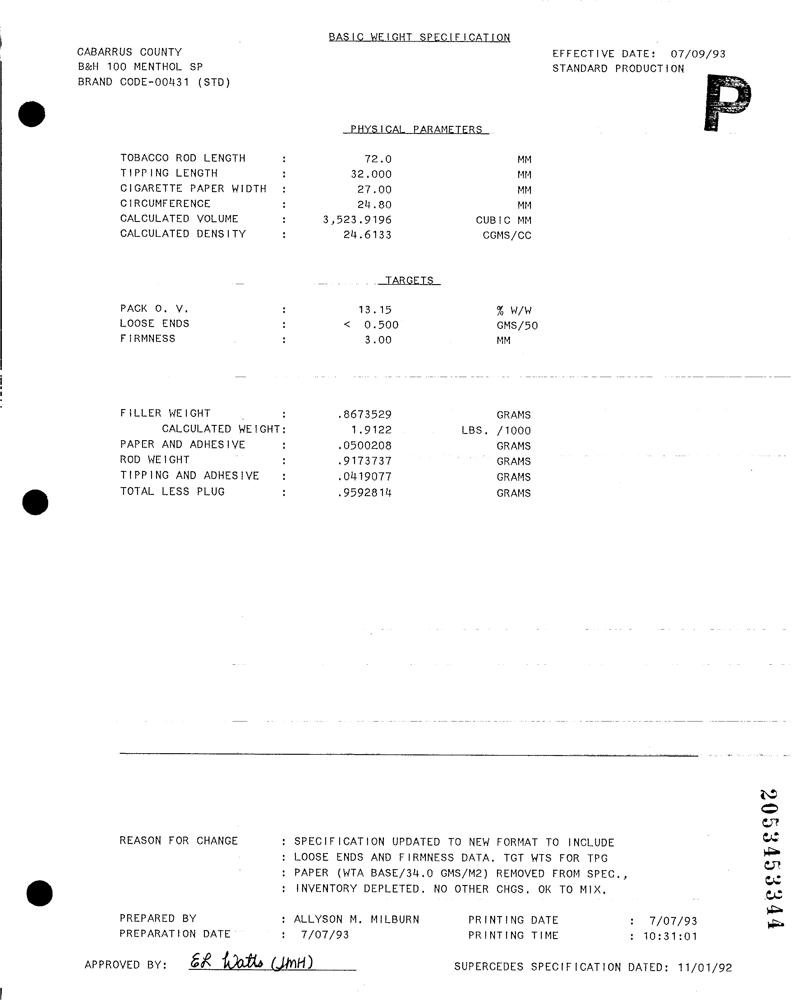 BASIC WEIGHT SPECIFICATION
CABARRUS COUNTY
B&H 100 MENTHOL SP
BRAND CODE-00431 (STD)
EFFECTIVE DATE: 07/09/93
STANDARD PRODUCTION
P
PHYSICAL PARAMETERS
TOBACCO ROD LENGTH : 72.0 MM
TIPPING LENGTH : 32.000 MM
CIGARETTE PAPER WIDTH : 27.00 MM
CIRCUMFERENCE : 24.80 MM
CALCULATED VOLUME : 3,523.9196 CUBIC MM
CALCULATED DENSITY : 24.6133 CGMS/CC
TARGETS
PACK O. V. : 13.15 % W/W
LOOSE ENDS : < 0.500 GMS/50
FIRMNESS : 3.00 MM
FILLER WEIGHT : .8673529 GRAMS
CALCULATED WEIGHT: 1.9122 LBS. /1000
PAPER AND ADHESIVE : .0500208 GRAMS
ROD WEIGHT : .9173737 GRAMS
TIPPING AND ADHESIVE : .0419077 GRAMS
TOTAL LESS PLUG : .9592814 GRAMS
2053453344
REASON FOR CHANGE : SPECIFICATION UPDATED TO NEW FORMAT TO INCLUDE
: LOOSE ENDS AND FIRMNESS DATA. TGT WTS FOR TPG
: PAPER (WTA BASE/34.0 GMS/M2) REMOVED FROM SPEC.,
: INVENTORY DEPLETED. NO OTHER CHGS. OK TO MIX.
PREPARED BY : ALLYSON M. MILBURN PRINTING DATE : 7/07/93
PREPARATION DATE : 7/07/93 PRINTING TIME : 10:31:01
APPROVED BY: ER Watts (JMH)
SUPERCEDES SPECIFICATION DATED: 11/01/92